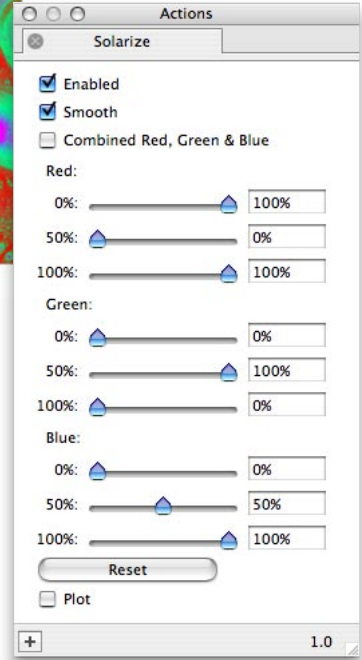 Actions
Solarize
Enabled
Smooth
Combined Red, Green & Blue
Red:
0%: 100%
50%: 0%
100%: 100%
Green:
0%: 0%
50%: 100%
100%: 0%
Blue:
0%: 0%
50%: 50%
100%: 100%
Reset
Plot
+ 1.0